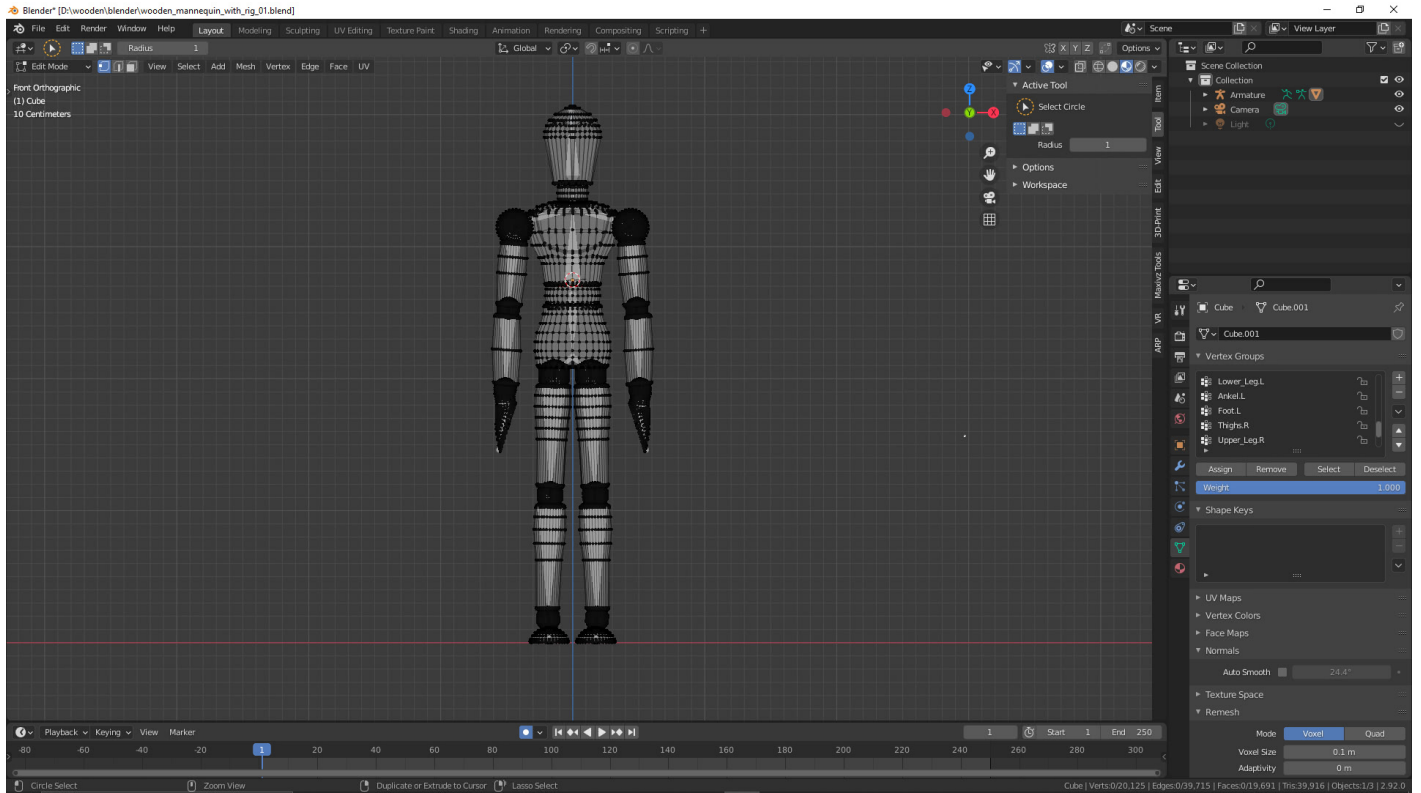 Blender* [D:\wooden\wooden_mannequin_with_rig_01.blend]
File Edit Render Window Help Layout Modeling Sculpting UV Editing Texture Paint Shading Animation Rendering Compositing Scripting + Scene View Layer
Radius 1 Global X Y Z Options
Edit Mode View Select Add Mesh Vertex Edge Face UV
Front Orthographic
(1) Cube
10 Centimeters
Z
Y
X
Active Tool
Select Circle
Radius 1
Options
Workspace
Item
Tool
View
Edit
3D-Print
Maxivz Tools
VR
ARP
Scene Collection
Collection
Armature
Camera
Light
Cube Cube.001
Cube.001
Vertex Groups
Lower_Leg.L
Ankel.L
Foot.L
Thighs.R
Upper_Leg.R
Assign Remove Select Deselect
Weight 1.000
Shape Keys
UV Maps
Vertex Colors
Face Maps
Normals
Auto Smooth 24.4°
Texture Space
Remesh
Mode Voxel Quad
Voxel Size 0.1 m
Adaptivity 0 m
Playback Keying View Marker 1 Start 1 End 250
-80 -60 -40 -20 1 20 40 60 80 100 120 140 160 180 200 220 240 260 280 300
Circle Select Zoom View Duplicate or Extrude to Cursor Lasso Select Cube | Verts:0/20,125 | Edges:0/39,715 | Faces:0/19,691 | Tris:39,916 | Objects:1/3 | 2.92.0